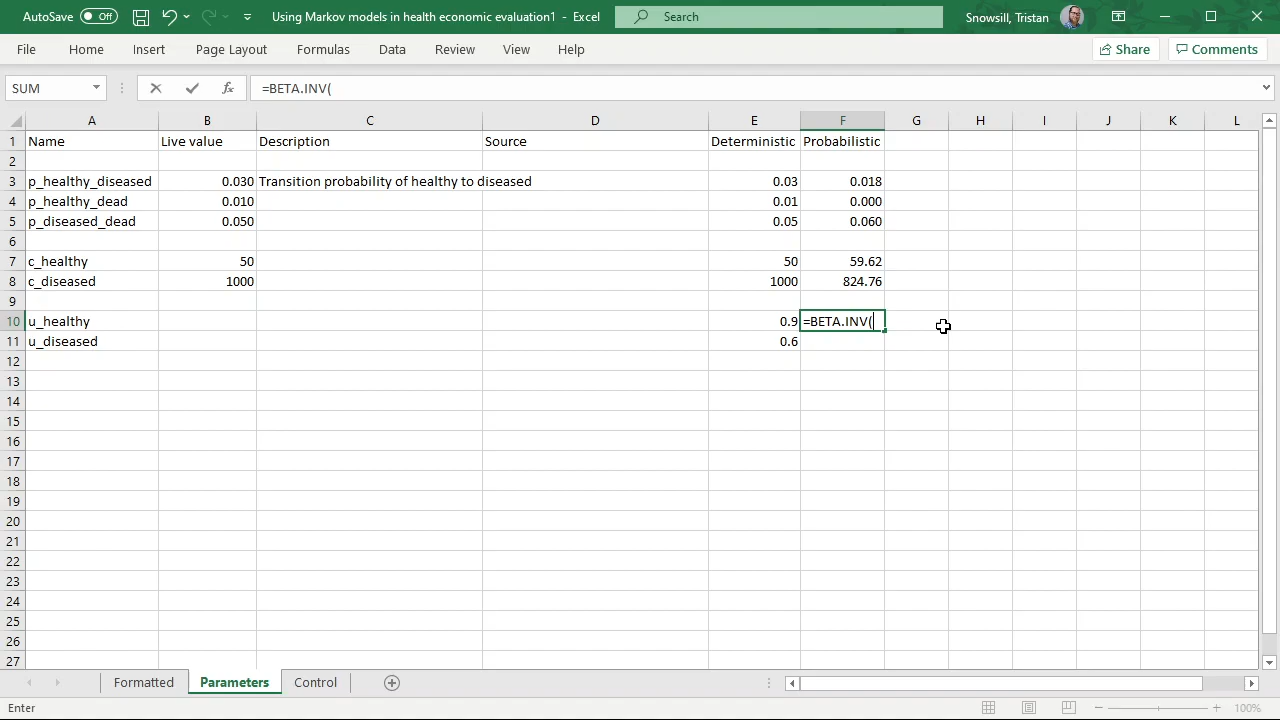 AutoSave Off Using Markov models in health economic evaluation1 - Excel Search Snowsill, Tristan
File Home Insert Page Layout Formulas Data Review View Help Share Comments
SUM fx =BETA.INV(
A B C D E F G H I J K L
1 Name Live value Description Source Deterministic Probabilistic
2
3 p_healthy_diseased 0.030 Transition probability of healthy to diseased 0.03 0.018
4 p_healthy_dead 0.010 0.01 0.000
5 p_diseased_dead 0.050 0.05 0.060
6
7 c_healthy 50 50 59.62
8 c_diseased 1000 1000 824.76
9
10 u_healthy 0.9 =BETA.INV(
11 u_diseased 0.6
12
13
14
15
16
17
18
19
20
21
22
23
24
25
26
27
Formatted Parameters Control
Enter 100%